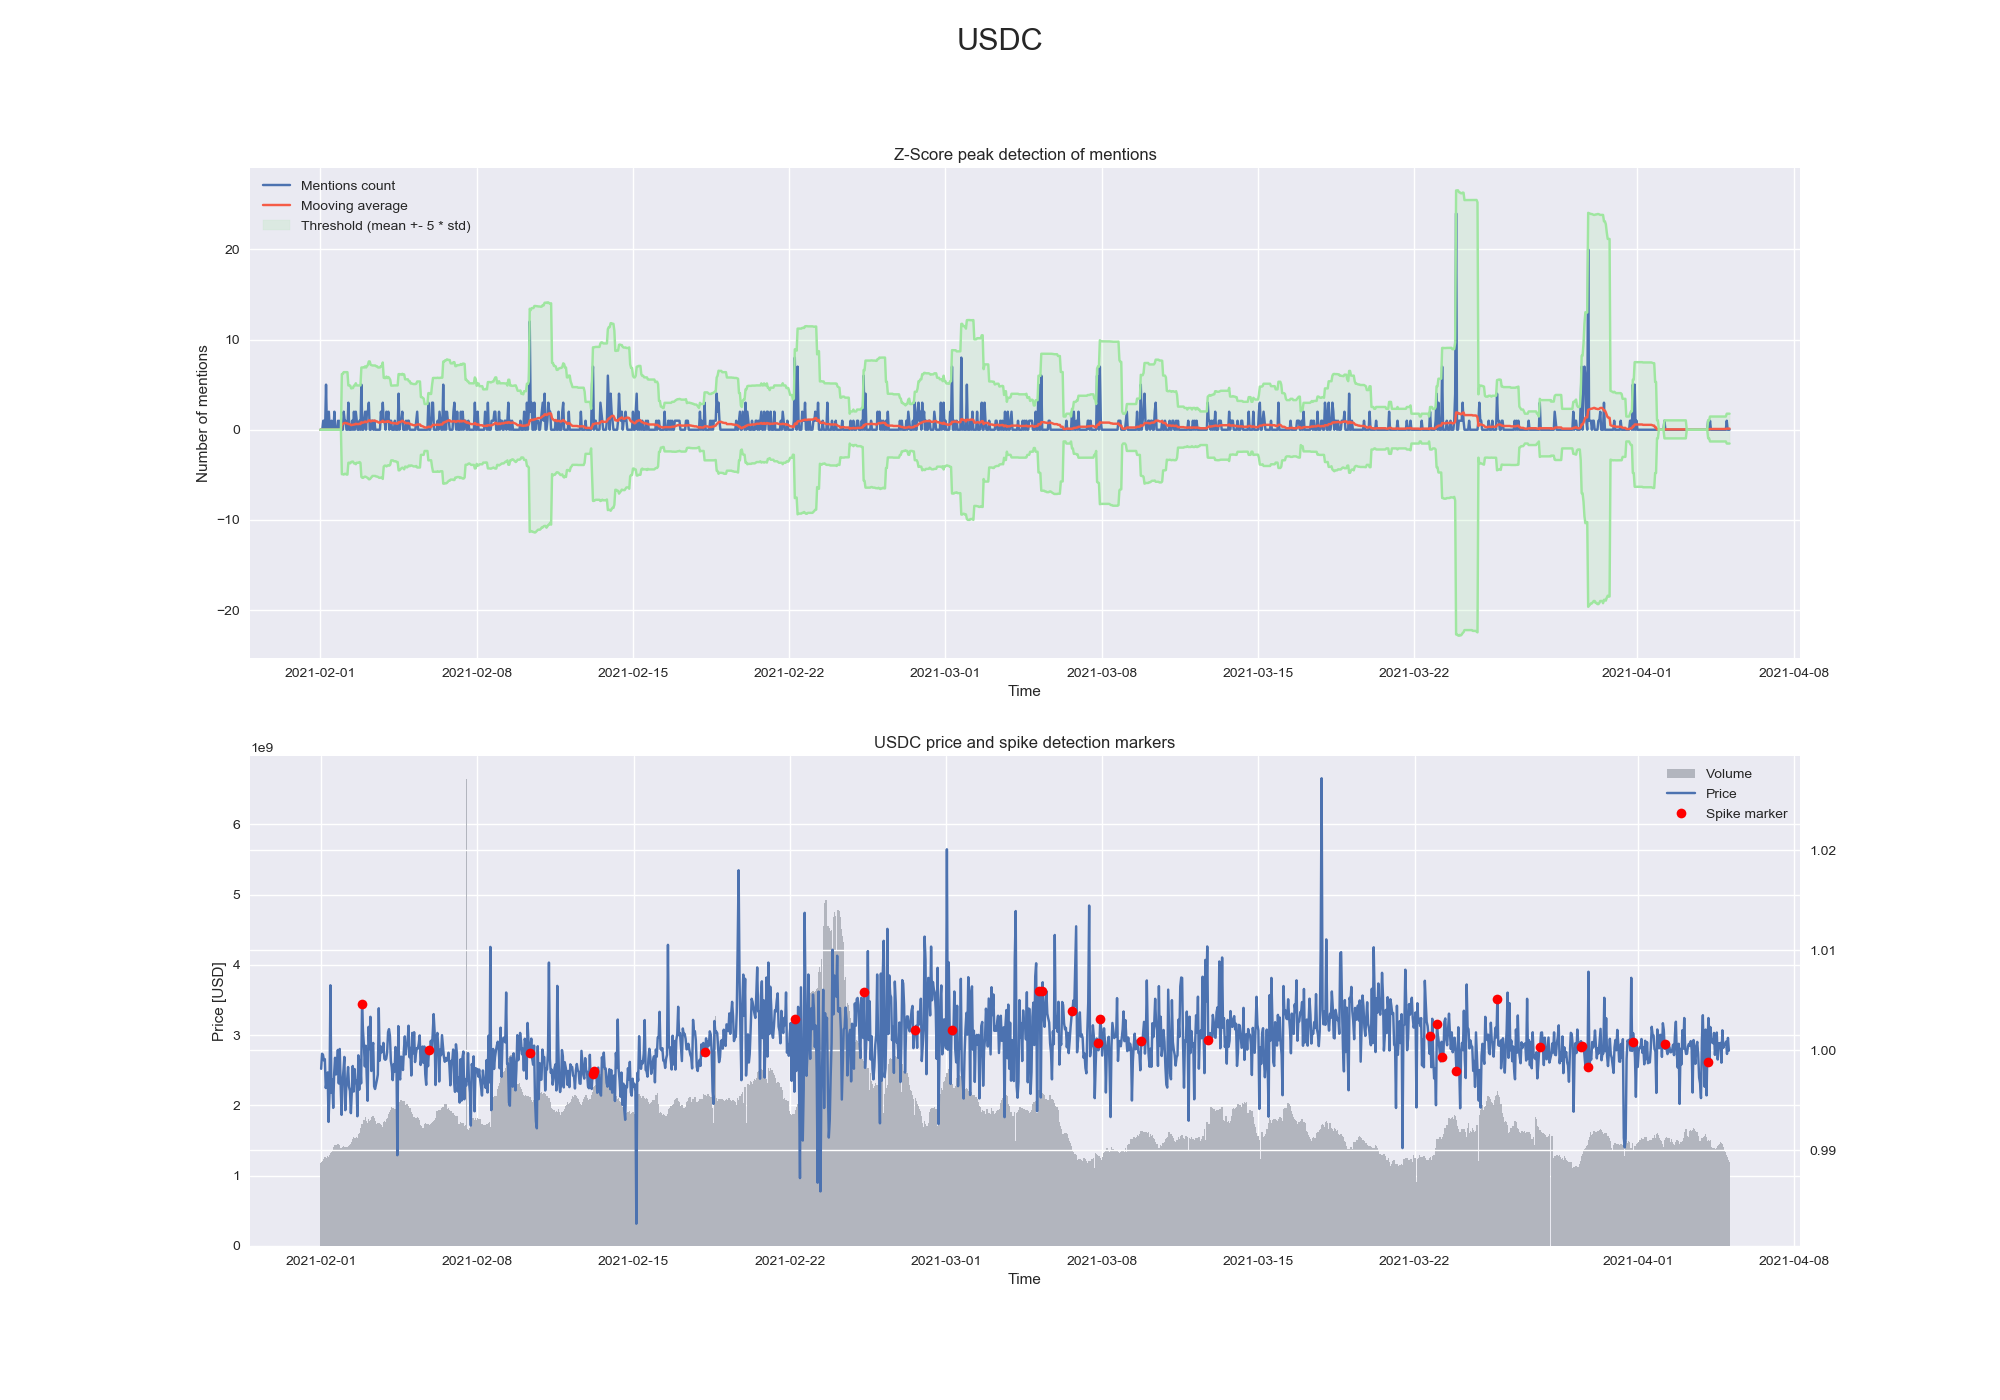 USDC
Z-Score peak detection of mentions
Mentions count
Mooving average
Threshold (mean +- 5 * std)
Number of mentions
20
10
0
−10
−20
2021-02-01 2021-02-08 2021-02-15 2021-02-22 2021-03-01 2021-03-08 2021-03-15 2021-03-22 2021-04-01 2021-04-08
Time
USDC price and spike detection markers
1e9
Volume
Price
Spike marker
Price [USD]
6
5
4
3
2
1
0
1.02
1.01
1.00
0.99
2021-02-01 2021-02-08 2021-02-15 2021-02-22 2021-03-01 2021-03-08 2021-03-15 2021-03-22 2021-04-01 2021-04-08
Time